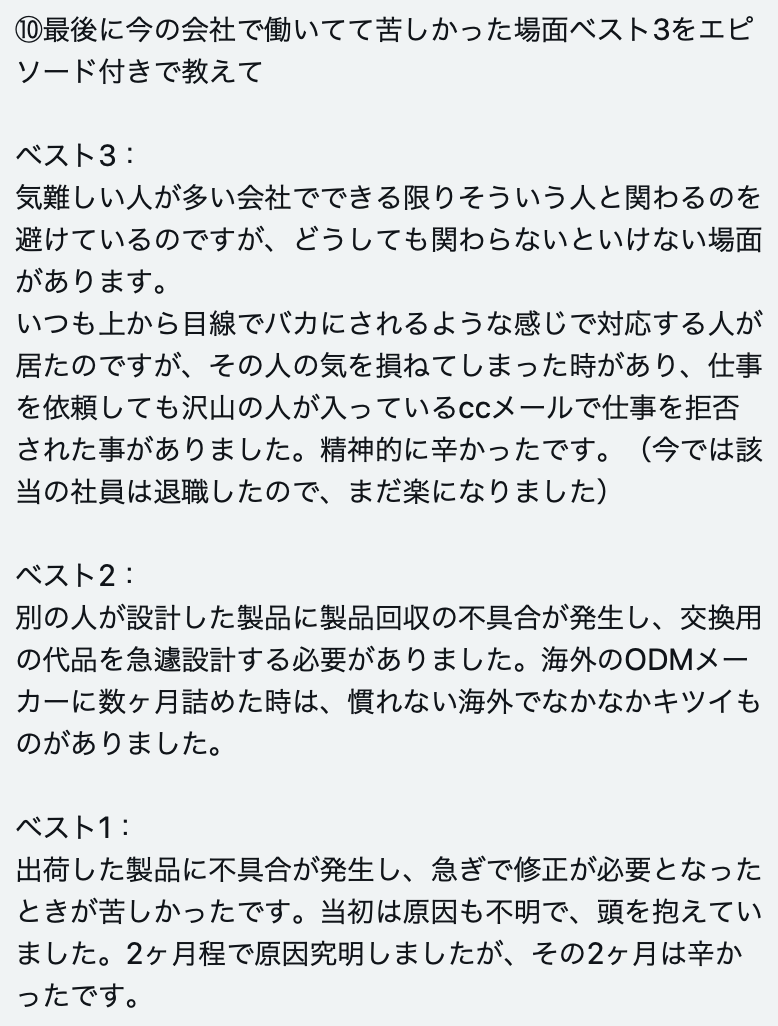 ⑩最後に今の会社で働いてて苦しかった場面ベスト3をエピ
ソード付きで教えて
ベスト3：
気難しい人が多い会社でできる限りそういう人と関わるのを
避けているのですが、どうしても関わらないといけない場面
があります。
いつも上から目線でバカにされるような感じで対応する人が
居たのですが、その人の気を損ねてしまった時があり、仕事
を依頼しても沢山の人が入っているccメールで仕事を拒否
された事がありました。精神的に辛かったです。（今では該
当の社員は退職したので、まだ楽になりました）
ベスト2：
別の人が設計した製品に製品回収の不具合が発生し、交換用
の代品を急遽設計する必要がありました。海外のODMメー
カーに数ヶ月詰めた時は、慣れない海外でなかなかキツイも
のがありました。
ベスト1：
出荷した製品に不具合が発生し、急ぎで修正が必要となった
ときが苦しかったです。当初は原因も不明で、頭を抱えてい
ました。2ヶ月程で原因究明しましたが、その2ヶ月は辛か
ったです。